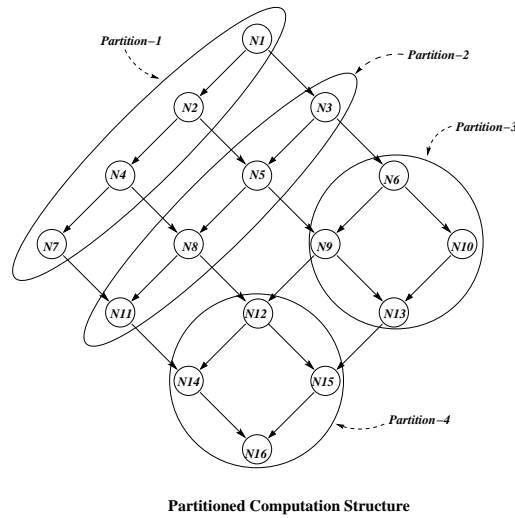 Partition-1
N1
Partition-2
N2
N3
Partition-3
N4
N5
N6
N7
N8
N9
N10
N11
N12
N13
N14
N15
Partition-4
N16
Partitioned Computation Structure